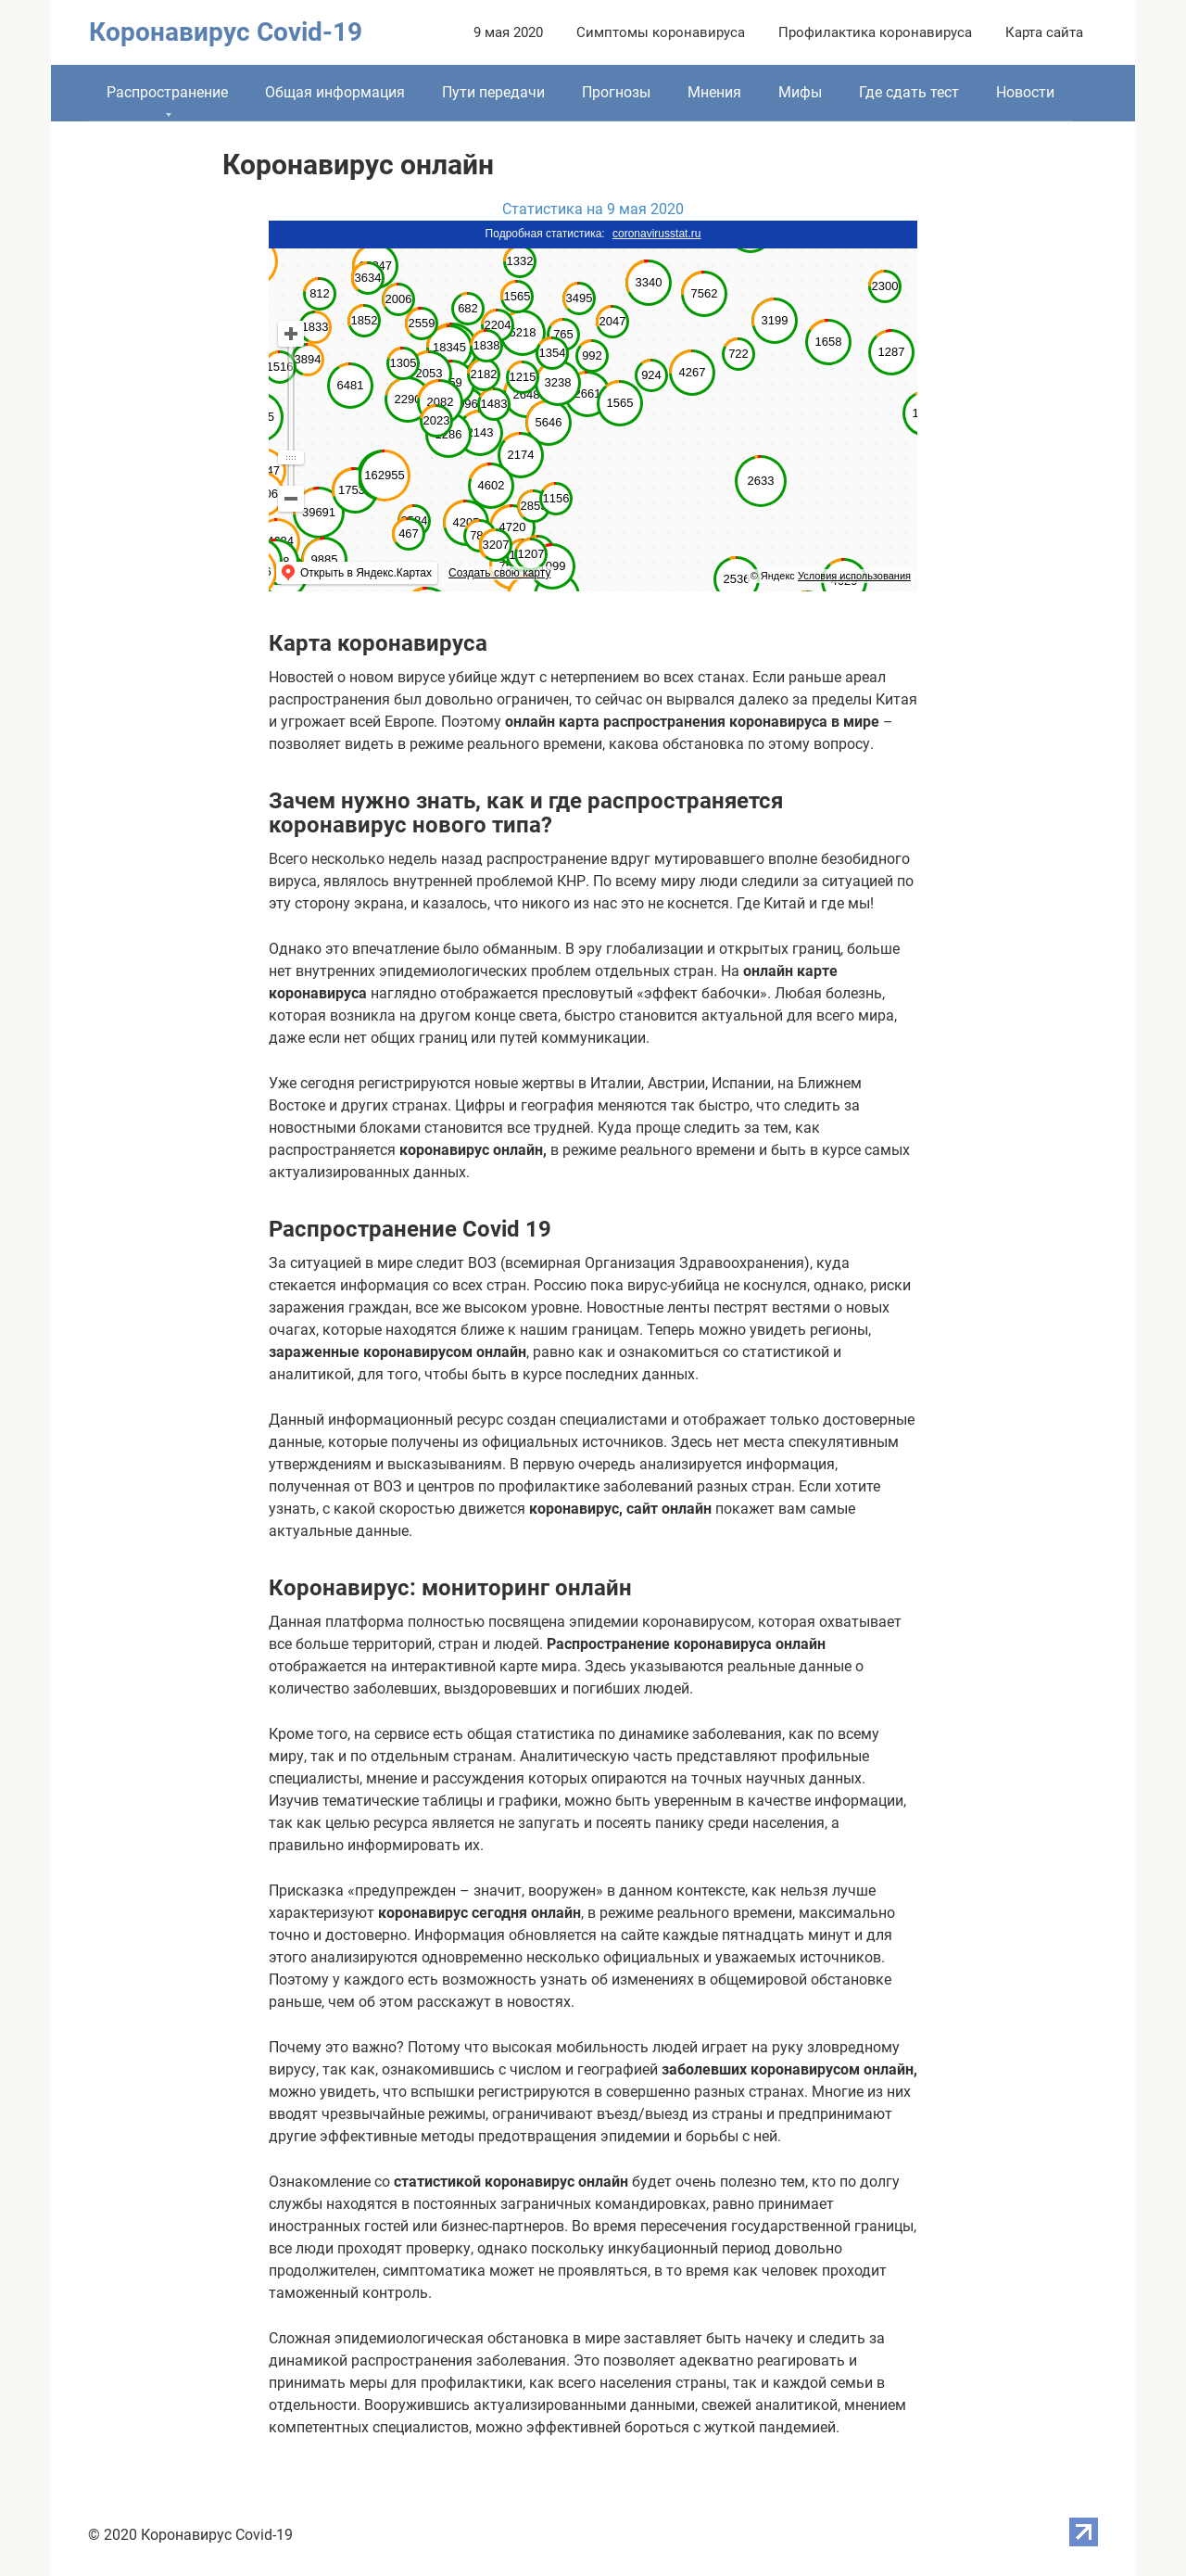 Коронавирус Covid-19
9 мая 2020 Симптомы коронавируса Профилактика коронавируса Карта сайта
Распространение Общая информация Пути передачи Прогнозы Мнения Мифы Где сдать тест Новости
Коронавирус онлайн
Статистика на 9 мая 2020
Подробная статистика: coronavirusstat.ru
1332
3634
3340
2300
812
2006
1565
3495
7562
682
1852
2559
2204
2047
3199
1833
5218
765
1658
18345
1838
1354
992
722
1287
3894
1305
1516
2053
2182
1215
3238
924
4267
6481
2290
2082
1483
2661
1565
2023
5646
2143
2174
162955
4602
2633
1753
1156
39691
4720
467
3207
1207
9885
2536
Открыть в Яндекс.Картах Создать свою карту © Яндекс Условия использования
Карта коронавируса
Новостей о новом вирусе убийце ждут с нетерпением во всех станах. Если раньше ареал
распространения был довольно ограничен, то сейчас он вырвался далеко за пределы Китая
и угрожает всей Европе. Поэтому онлайн карта распространения коронавируса в мире –
позволяет видеть в режиме реального времени, какова обстановка по этому вопросу.
Зачем нужно знать, как и где распространяется
коронавирус нового типа?
Всего несколько недель назад распространение вдруг мутировавшего вполне безобидного
вируса, являлось внутренней проблемой КНР. По всему миру люди следили за ситуацией по
эту сторону экрана, и казалось, что никого из нас это не коснется. Где Китай и где мы!
Однако это впечатление было обманным. В эру глобализации и открытых границ, больше
нет внутренних эпидемиологических проблем отдельных стран. На онлайн карте
коронавируса наглядно отображается пресловутый «эффект бабочки». Любая болезнь,
которая возникла на другом конце света, быстро становится актуальной для всего мира,
даже если нет общих границ или путей коммуникации.
Уже сегодня регистрируются новые жертвы в Италии, Австрии, Испании, на Ближнем
Востоке и других странах. Цифры и география меняются так быстро, что следить за
новостными блоками становится все трудней. Куда проще следить за тем, как
распространяется коронавирус онлайн, в режиме реального времени и быть в курсе самых
актуализированных данных.
Распространение Covid 19
За ситуацией в мире следит ВОЗ (всемирная Организация Здравоохранения), куда
стекается информация со всех стран. Россию пока вирус-убийца не коснулся, однако, риски
заражения граждан, все же высоком уровне. Новостные ленты пестрят вестями о новых
очагах, которые находятся ближе к нашим границам. Теперь можно увидеть регионы,
зараженные коронавирусом онлайн, равно как и ознакомиться со статистикой и
аналитикой, для того, чтобы быть в курсе последних данных.
Данный информационный ресурс создан специалистами и отображает только достоверные
данные, которые получены из официальных источников. Здесь нет места спекулятивным
утверждениям и высказываниям. В первую очередь анализируется информация,
полученная от ВОЗ и центров по профилактике заболеваний разных стран. Если хотите
узнать, с какой скоростью движется коронавирус, сайт онлайн покажет вам самые
актуальные данные.
Коронавирус: мониторинг онлайн
Данная платформа полностью посвящена эпидемии коронавирусом, которая охватывает
все больше территорий, стран и людей. Распространение коронавируса онлайн
отображается на интерактивной карте мира. Здесь указываются реальные данные о
количество заболевших, выздоровевших и погибших людей.
Кроме того, на сервисе есть общая статистика по динамике заболевания, как по всему
миру, так и по отдельным странам. Аналитическую часть представляют профильные
специалисты, мнение и рассуждения которых опираются на точных научных данных.
Изучив тематические таблицы и графики, можно быть уверенным в качестве информации,
так как целью ресурса является не запугать и посеять панику среди населения, а
правильно информировать их.
Присказка «предупрежден – значит, вооружен» в данном контексте, как нельзя лучше
характеризуют коронавирус сегодня онлайн, в режиме реального времени, максимально
точно и достоверно. Информация обновляется на сайте каждые пятнадцать минут и для
этого анализируются одновременно несколько официальных и уважаемых источников.
Поэтому у каждого есть возможность узнать об изменениях в общемировой обстановке
раньше, чем об этом расскажут в новостях.
Почему это важно? Потому что высокая мобильность людей играет на руку зловредному
вирусу, так как, ознакомившись с числом и географией заболевших коронавирусом онлайн,
можно увидеть, что вспышки регистрируются в совершенно разных странах. Многие из них
вводят чрезвычайные режимы, ограничивают въезд/выезд из страны и предпринимают
другие эффективные методы предотвращения эпидемии и борьбы с ней.
Ознакомление со статистикой коронавирус онлайн будет очень полезно тем, кто по долгу
службы находятся в постоянных заграничных командировках, равно принимает
иностранных гостей или бизнес-партнеров. Во время пересечения государственной границы,
все люди проходят проверку, однако поскольку инкубационный период довольно
продолжителен, симптоматика может не проявляться, в то время как человек проходит
таможенный контроль.
Сложная эпидемиологическая обстановка в мире заставляет быть начеку и следить за
динамикой распространения заболевания. Это позволяет адекватно реагировать и
принимать меры для профилактики, как всего населения страны, так и каждой семьи в
отдельности. Вооружившись актуализированными данными, свежей аналитикой, мнением
компетентных специалистов, можно эффективней бороться с жуткой пандемией.
© 2020 Коронавирус Covid-19